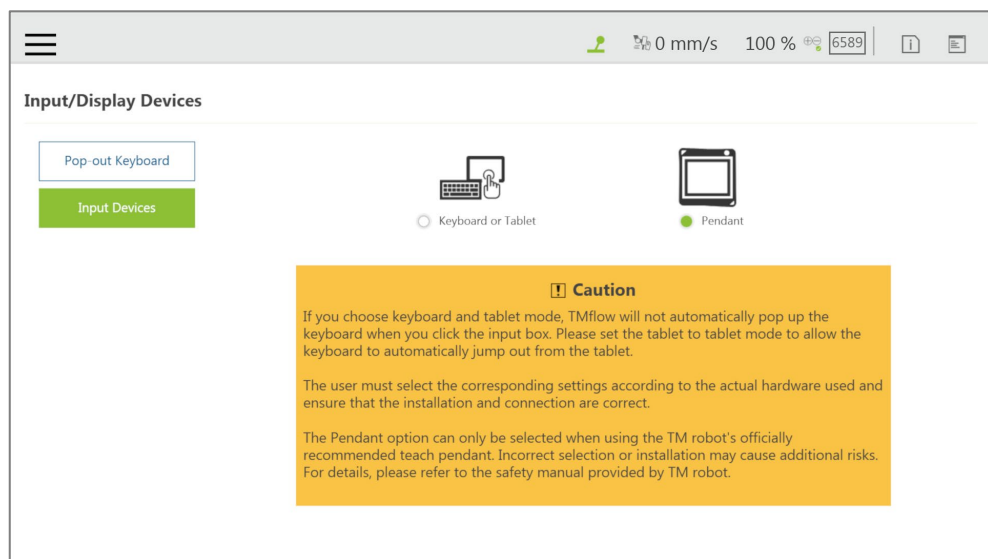 0 mm/s 100 % 6589
Input/Display Devices
Pop-out Keyboard
Input Devices
Keyboard or Tablet
Pendant
Caution
If you choose keyboard and tablet mode, TMflow will not automatically pop up the
keyboard when you click the input box. Please set the tablet to tablet mode to allow the
keyboard to automatically jump out from the tablet.
The user must select the corresponding settings according to the actual hardware used and
ensure that the installation and connection are correct.
The Pendant option can only be selected when using the TM robot's officially
recommended teach pendant. Incorrect selection or installation may cause additional risks.
For details, please refer to the safety manual provided by TM robot.